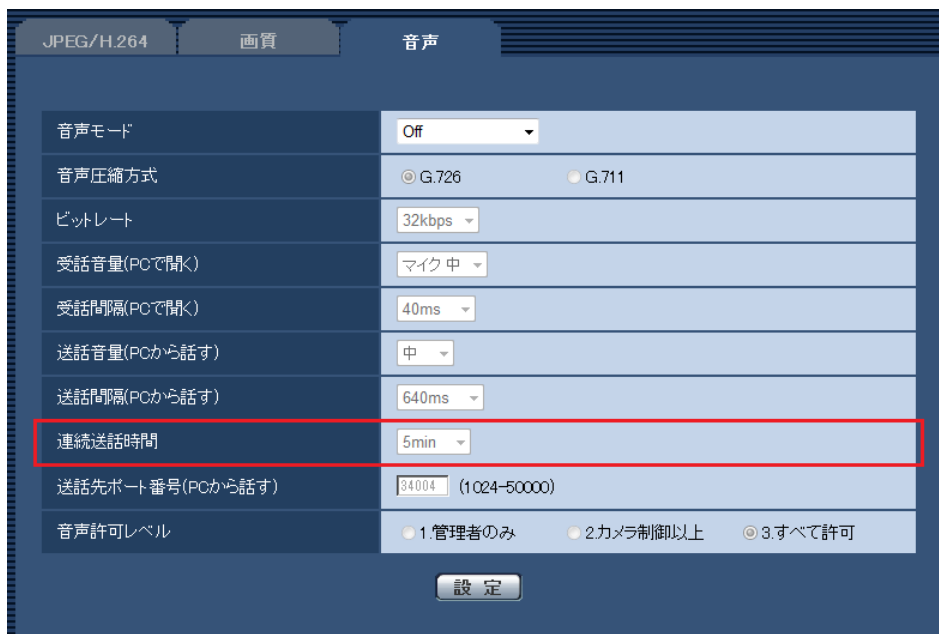 JPEG/H.264 画質 音声
音声モード Off
音声圧縮方式 G.726 G.711
ビットレート 32kbps
受話音量(PCで聞く) マイク 中
受話間隔(PCで聞く) 40ms
送話音量(PCから話す) 中
送話間隔(PCから話す) 640ms
連続送話時間 5min
送話先ポート番号(PCから話す) 34004 (1024-50000)
音声許可レベル 1.管理者のみ 2.カメラ制御以上 3.すべて許可
設定